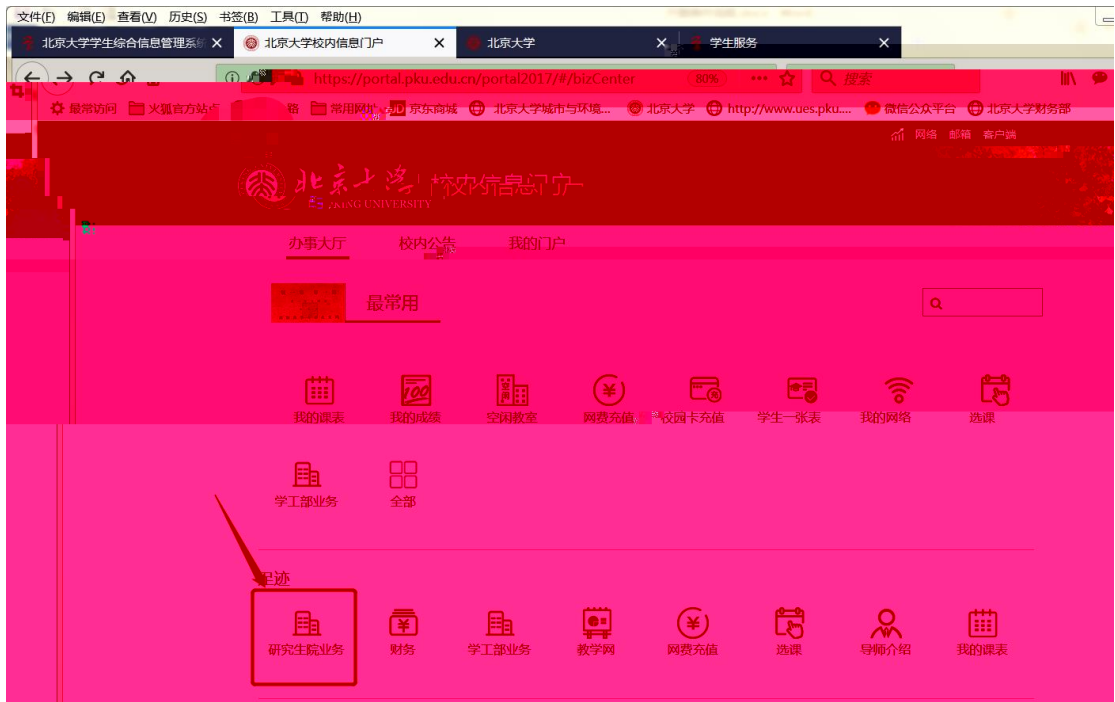 文件(F) 编辑(E) 查看(V) 历史(S) 书签(B) 工具(T) 帮助(H)
北京大学学生综合信息管理系统 北京大学校内信息门户 北京大学 学生服务
https://portal.pku.edu.cn/portal2017/#/bizCenter 80% 搜索
最常访问 火狐官方站点 常用网址 JD 京东商城 北京大学城市与环境... 北京大学 http://www.ues.pku.... 微信公众平台 北京大学财务部
网络 邮箱 客户端
北京大学 校内信息门户
UNIVERSITY
办事大厅 校内公告 我的门户
最常用
我的课表 我的成绩 空闲教室 网费充值 校园卡充值 学生一张表 我的网络 选课
学工部业务 全部
足迹
研究生院业务 财务 学工部业务 教学网 网费充值 选课 导师介绍 我的课表